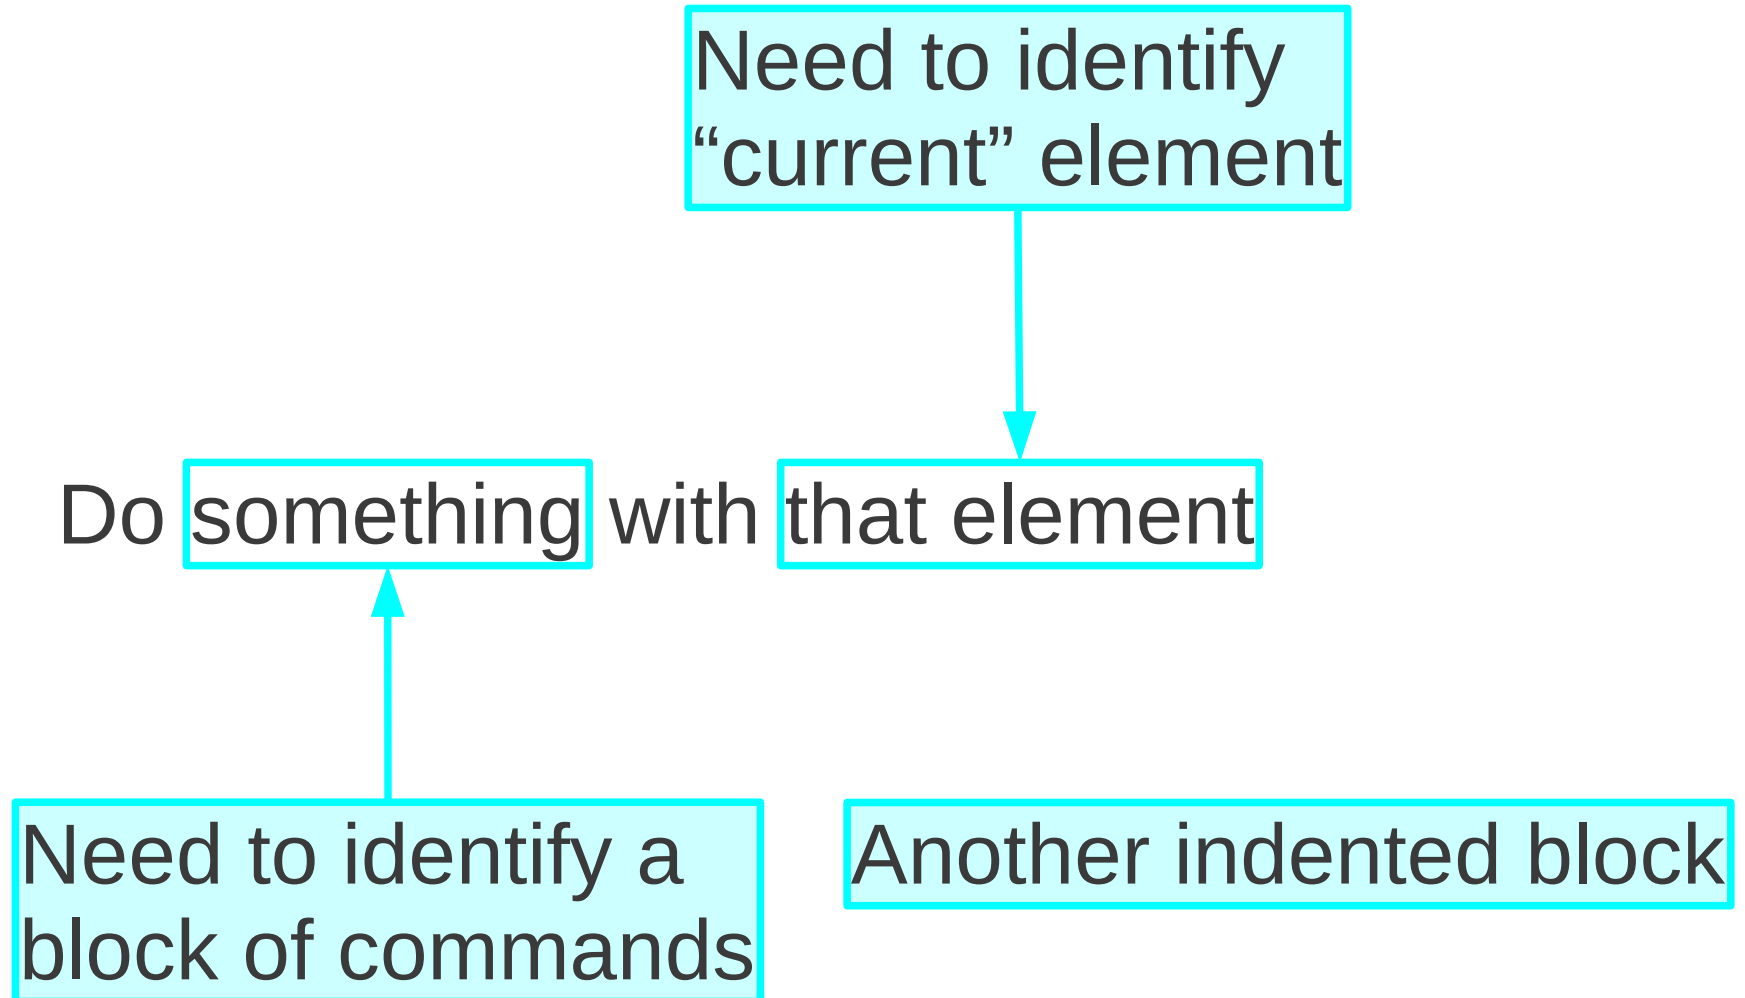 Need to identify
“current” element
Do something with that element
Need to identify a
block of commands
Another indented block